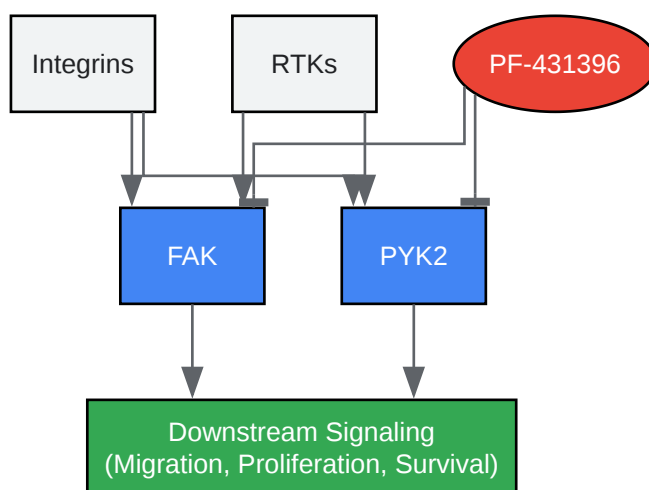 Integrins
RTKs
PF-431396
FAK
PYK2
Downstream Signaling
(Migration, Proliferation, Survival)